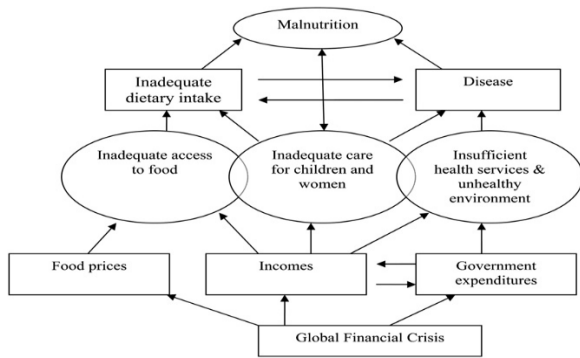 Malnutrition
Inadequate
dietary intake
Disease
Inadequate access
to food
Inadequate care
for children and
women
Insufficient
health services &
unhealthy
environment
Food prices
Incomes
Government
expenditures
Global Financial Crisis